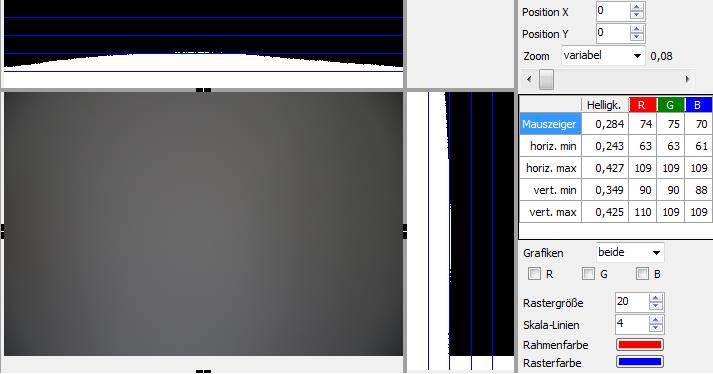 Position X 0
Position Y 0
Zoom variabel 0,08
Helligk. R G B
Mauszeiger 0,284 74 75 70
horiz. min 0,243 63 63 61
horiz. max 0,427 109 109 109
vert. min 0,349 90 90 88
vert. max 0,425 110 109 109
Grafiken beide
R G B
Rastergröße 20
Skala-Linien 4
Rahmenfarbe
Rasterfarbe